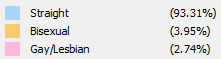 Straight (93.31%)
Bisexual (3.95%)
Gay/Lesbian (2.74%)